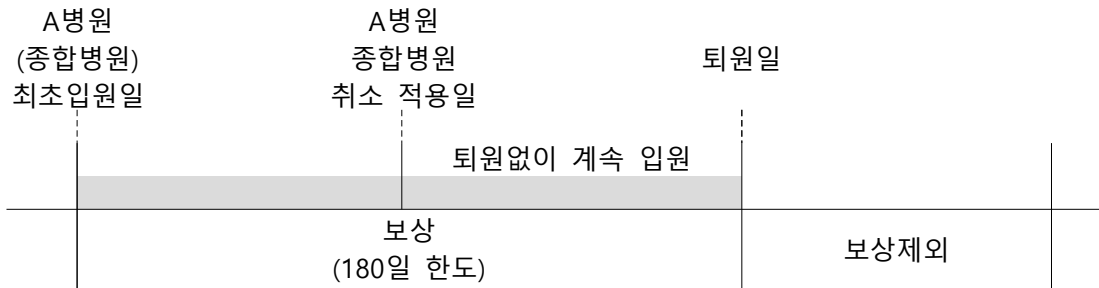 A병원
(종합병원)
최초입원일
A병원
종합병원
취소 적용일
퇴원일
퇴원없이 계속 입원
보상
(180일 한도)
보상제외